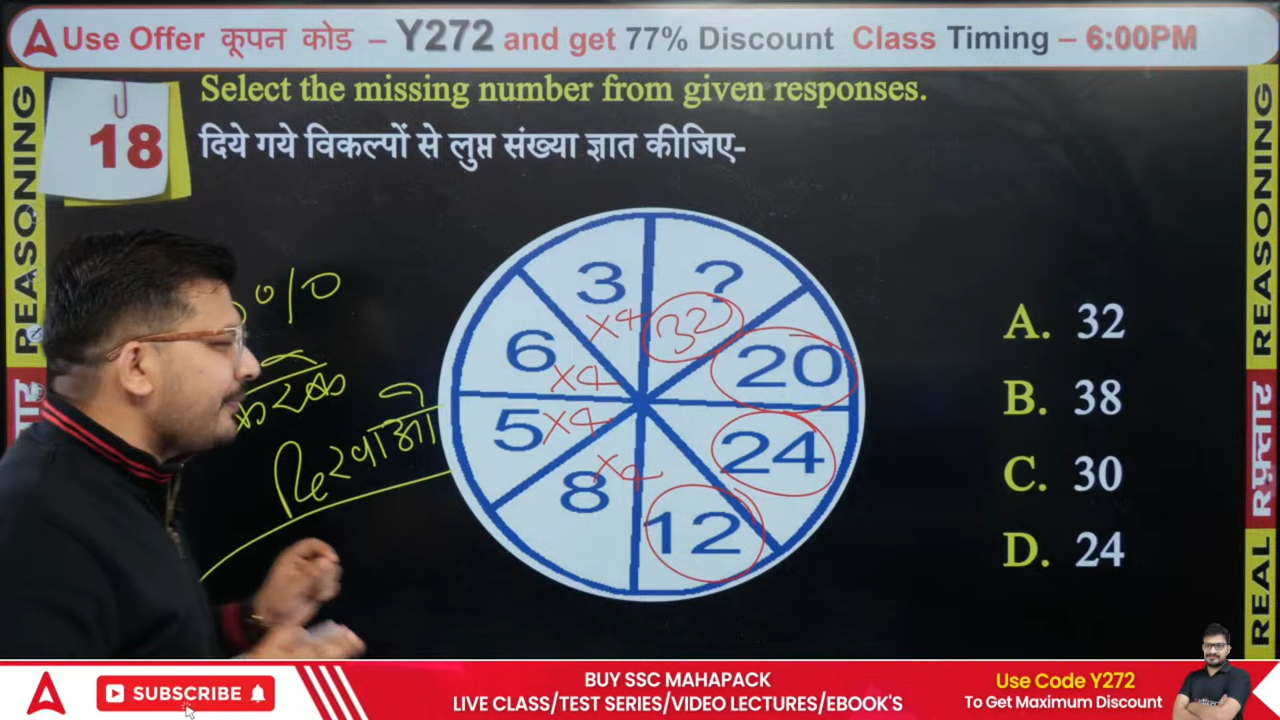 Use Offer कूपन कोड – Y272 and get 77% Discount Class Timing – 6:00PM
REASONING
18
Select the missing number from given responses.
दिये गये विकल्पों से लुप्त संख्या ज्ञात कीजिए-
REASONING
3
?
×4
32
6
×4
20
5
×4
24
8
×4
12
A. 32
B. 38
C. 30
D. 24
दिखाओ
REAL
SUBSCRIBE
BUY SSC MAHAPACK
LIVE CLASS/TEST SERIES/VIDEO LECTURES/EBOOK'S
Use Code Y272
To Get Maximum Discount